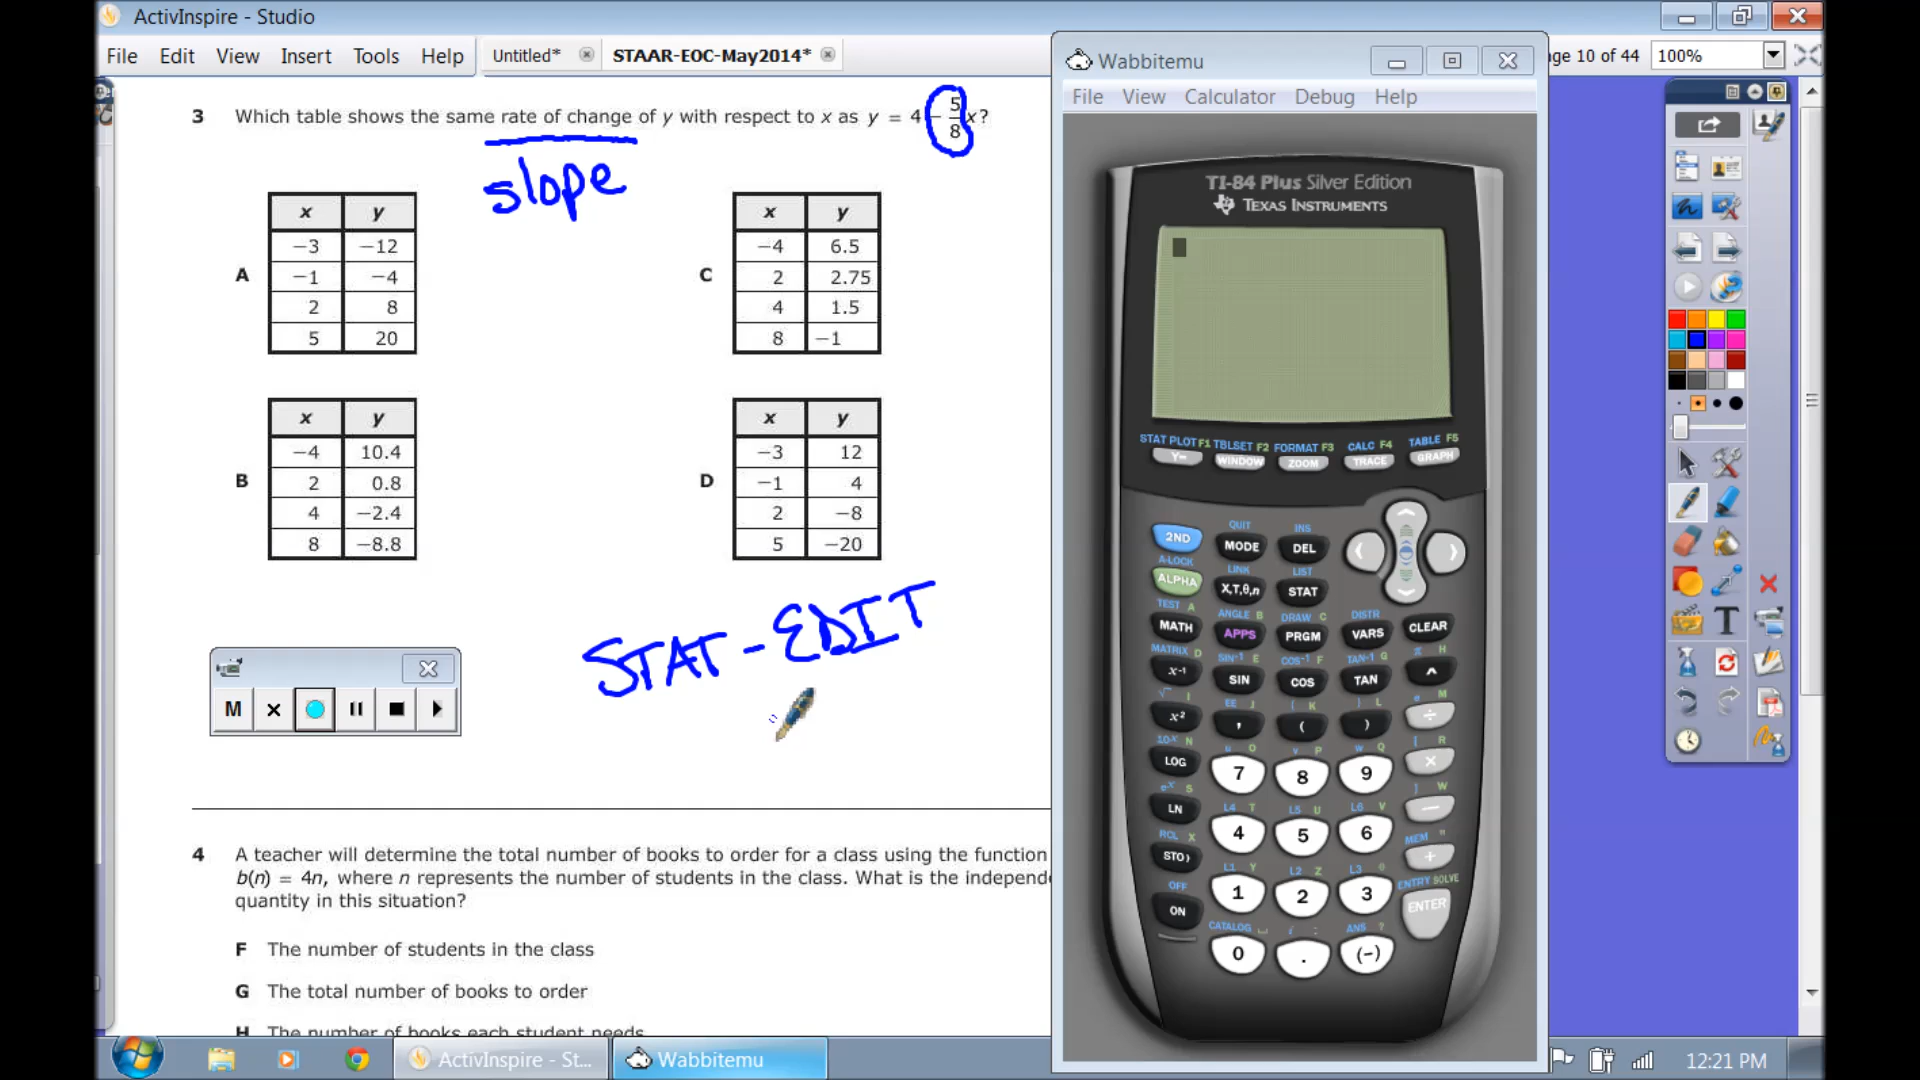 ActivInspire - Studio
File Edit View Insert Tools Help
Untitled* STAAR-EOC-May2014*
ge 10 of 44 100%
3 Which table shows the same rate of change of y with respect to x as y = 4 − 5/8 x?
slope
A
x y
−3 −12
−1 −4
2 8
5 20
C
x y
−4 6.5
2 2.75
4 1.5
8 −1
B
x y
−4 10.4
2 0.8
4 −2.4
8 −8.8
D
x y
−3 12
−1 4
2 −8
5 −20
STAT-EDIT
M
4 A teacher will determine the total number of books to order for a class using the function
b(n) = 4n, where n represents the number of students in the class. What is the independe
quantity in this situation?
F The number of students in the class
G The total number of books to order
H The number of books each student needs
Wabbitemu
File View Calculator Debug Help
TI-84 Plus Silver Edition
TEXAS INSTRUMENTS
STAT PLOT F1 TBLSET F2 FORMAT F3 CALC F4 TABLE F5
Y= WINDOW ZOOM TRACE GRAPH
QUIT INS
2ND MODE DEL
A-LOCK LINK LIST
ALPHA X,T,θ,n STAT
TEST A ANGLE B DRAW C DISTR
MATH APPS PRGM VARS CLEAR
MATRIX D SIN⁻¹ E COS⁻¹ F TAN⁻¹ G π H
x⁻¹ SIN COS TAN ^
√ I EE J { K } L e M
x² , ( ) ÷
10ˣ N u O v P w Q [ R
LOG 7 8 9 ×
eˣ S L4 T L5 U L6 V ] W
LN 4 5 6 −
RCL X L1 Y L2 Z L3 θ MEM "
STO› 1 2 3 +
OFF CATALOG i : ANS ? ENTRY SOLVE
ON 0 . (-) ENTER
ActivInspire - St... Wabbitemu
12:21 PM